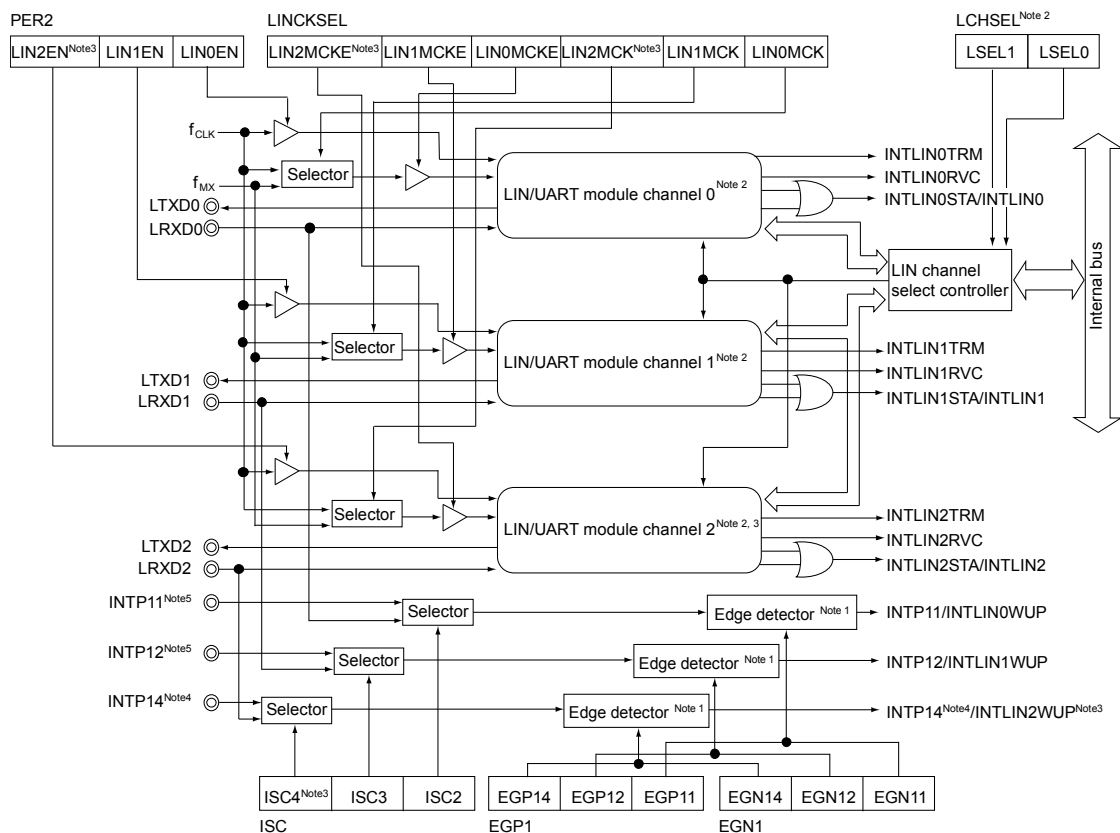 PER2 LINCKSEL LCHSEL Note 2
LIN2EN Note3 LIN1EN LIN0EN LIN2MCKE Note3 LIN1MCKE LIN0MCKE LIN2MCK Note3 LIN1MCK LIN0MCK LSEL1 LSEL0
fCLK
Selector
fMX
LTXD0
LRXD0
LIN/UART module channel 0 Note 2
INTLIN0TRM
INTLIN0RVC
INTLIN0STA/INTLIN0
LIN channel
select controller
Internal bus
Selector
LTXD1
LRXD1
LIN/UART module channel 1 Note 2
INTLIN1TRM
INTLIN1RVC
INTLIN1STA/INTLIN1
Selector
LTXD2
LRXD2
LIN/UART module channel 2 Note 2, 3
INTLIN2TRM
INTLIN2RVC
INTLIN2STA/INTLIN2
INTP11 Note5 Selector Edge detector Note 1 INTP11/INTLIN0WUP
INTP12 Note5 Selector Edge detector Note 1 INTP12/INTLIN1WUP
INTP14 Note4 Selector Edge detector Note 1 INTP14 Note4/INTLIN2WUP Note3
ISC4 Note3 ISC3 ISC2 EGP14 EGP12 EGP11 EGN14 EGN12 EGN11
ISC EGP1 EGN1